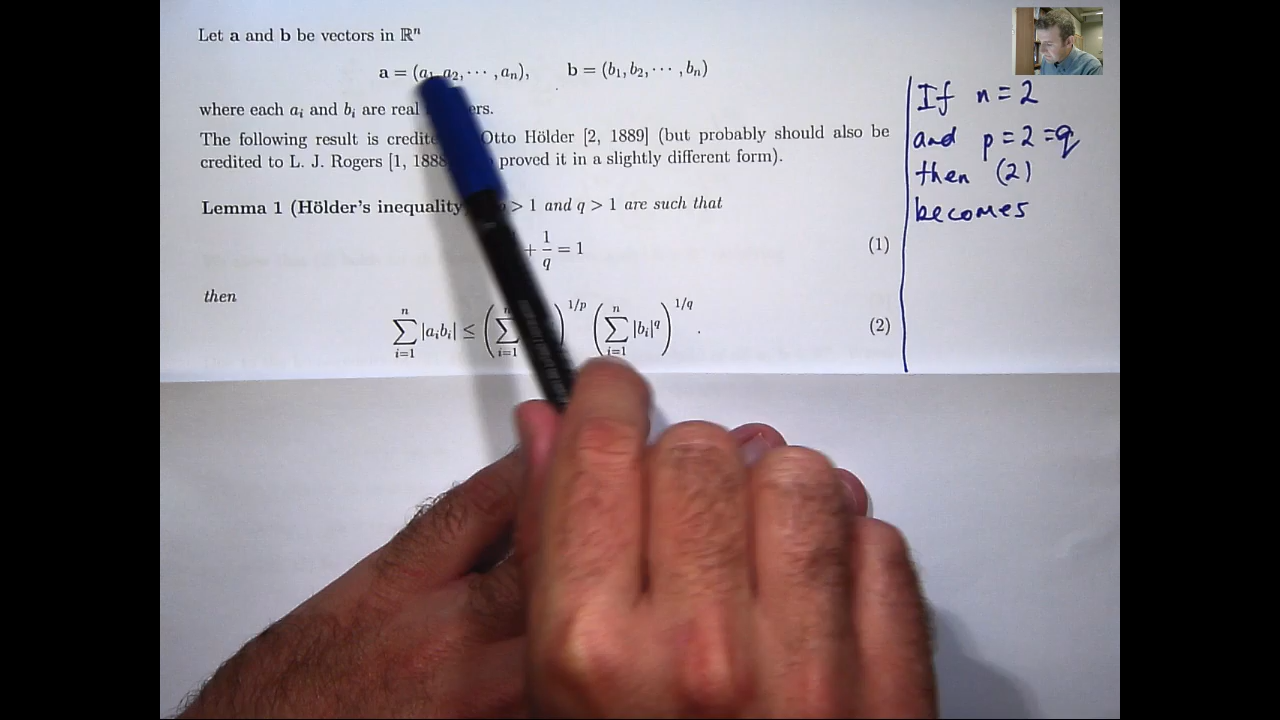 Let a and b be vectors in ℝⁿ
a = (a₁, a₂, ⋯ , aₙ), b = (b₁, b₂, ⋯ , bₙ)
where each aᵢ and bᵢ are real
The following result is Otto Hölder [2, 1889] (but probably should also be
credited to L. J. Rogers [1, 1888 proved it in a slightly different form).
Lemma 1 (Hölder's inequality > 1 and q > 1 are such that
+ 1/q = 1 (1)
then
∑ᵢ₌₁ⁿ |aᵢbᵢ| ≤ (∑ᵢ₌₁ⁿ )^{1/p} (∑ᵢ₌₁ⁿ |bᵢ|^q)^{1/q} . (2)
If n = 2
and p = 2 = q
then (2)
becomes